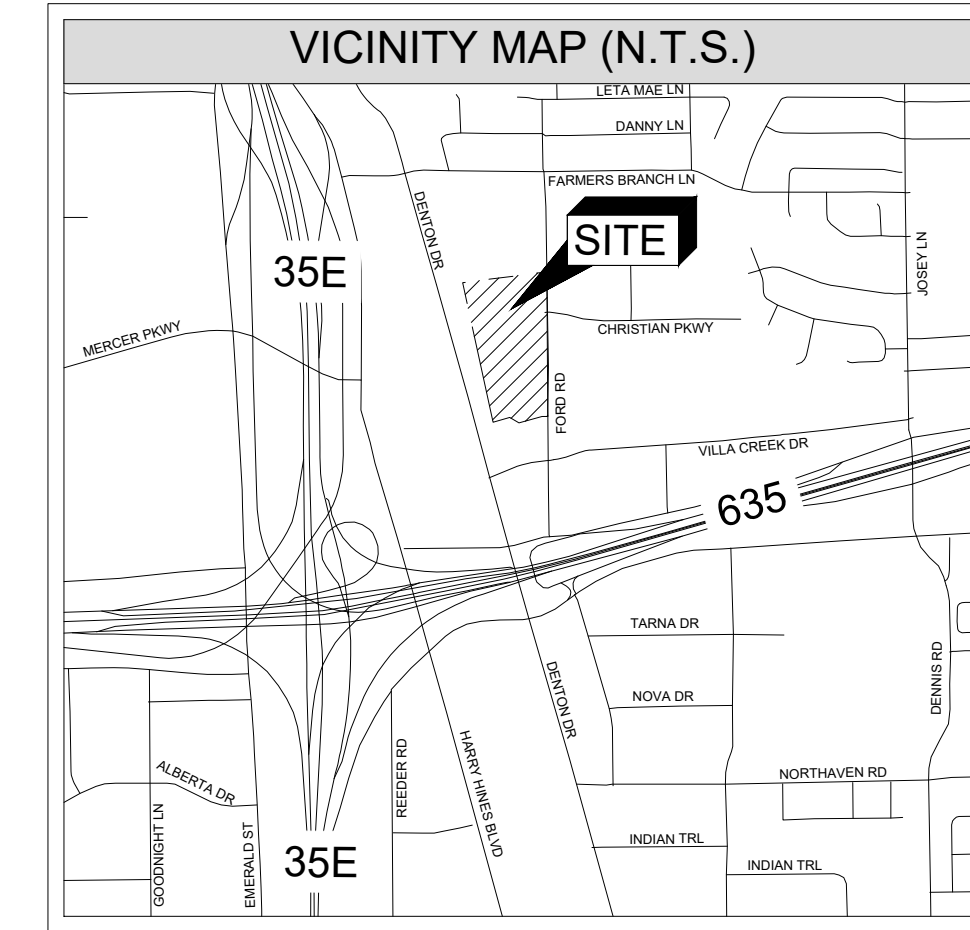 VICINITY MAP (N.T.S.)
LETA MAE LN
DANNY LN
FARMERS BRANCH LN
DENTON DR
SITE
JOSEY LN
35E
MERCER PKWY
CHRISTIAN PKWY
FORD RD
VILLA CREEK DR
635
TARNA DR
DENTON DR
NOVA DR
DENNIS RD
HARRY HINES BLVD
REEDER RD
ALBERTA DR
NORTHAVEN RD
GOODNIGHT LN
EMERALD ST
35E
INDIAN TRL
INDIAN TRL